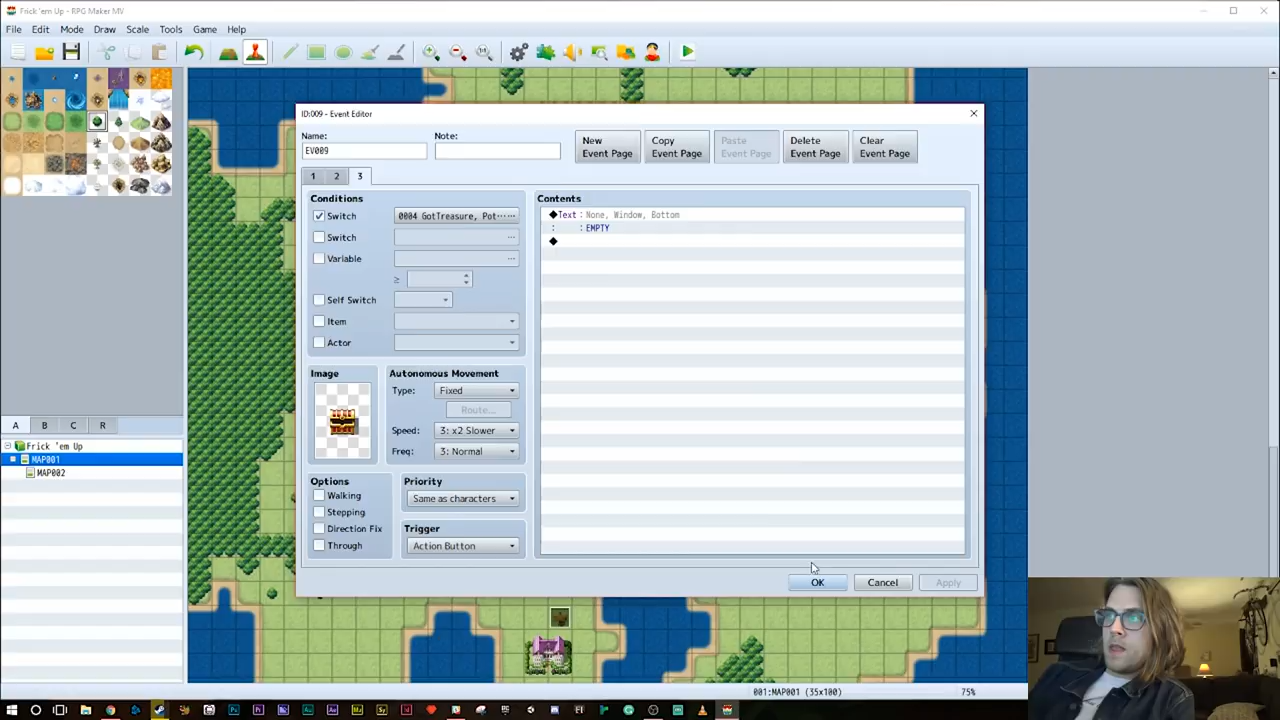 Frick 'em Up - RPG Maker MV
File Edit Mode Draw Scale Tools Game Help
ID:009 - Event Editor
Name:
Note:
EV009
New
Event Page
Copy
Event Page
Paste
Event Page
Delete
Event Page
Clear
Event Page
1 2 3
Conditions
Switch 0004 GotTreasure, Pot...
Switch
Variable
≥
Self Switch
Item
Actor
Image
Autonomous Movement
Type: Fixed
Route...
Speed: 3: x2 Slower
Freq: 3: Normal
Options
Walking
Stepping
Direction Fix
Through
Priority
Same as characters
Trigger
Action Button
Contents
◆Text：None, Window, Bottom
：    ：EMPTY
◆
OK Cancel Apply
A B C R
Frick 'em Up
MAP001
MAP002
001:MAP001 (35x100) 75%